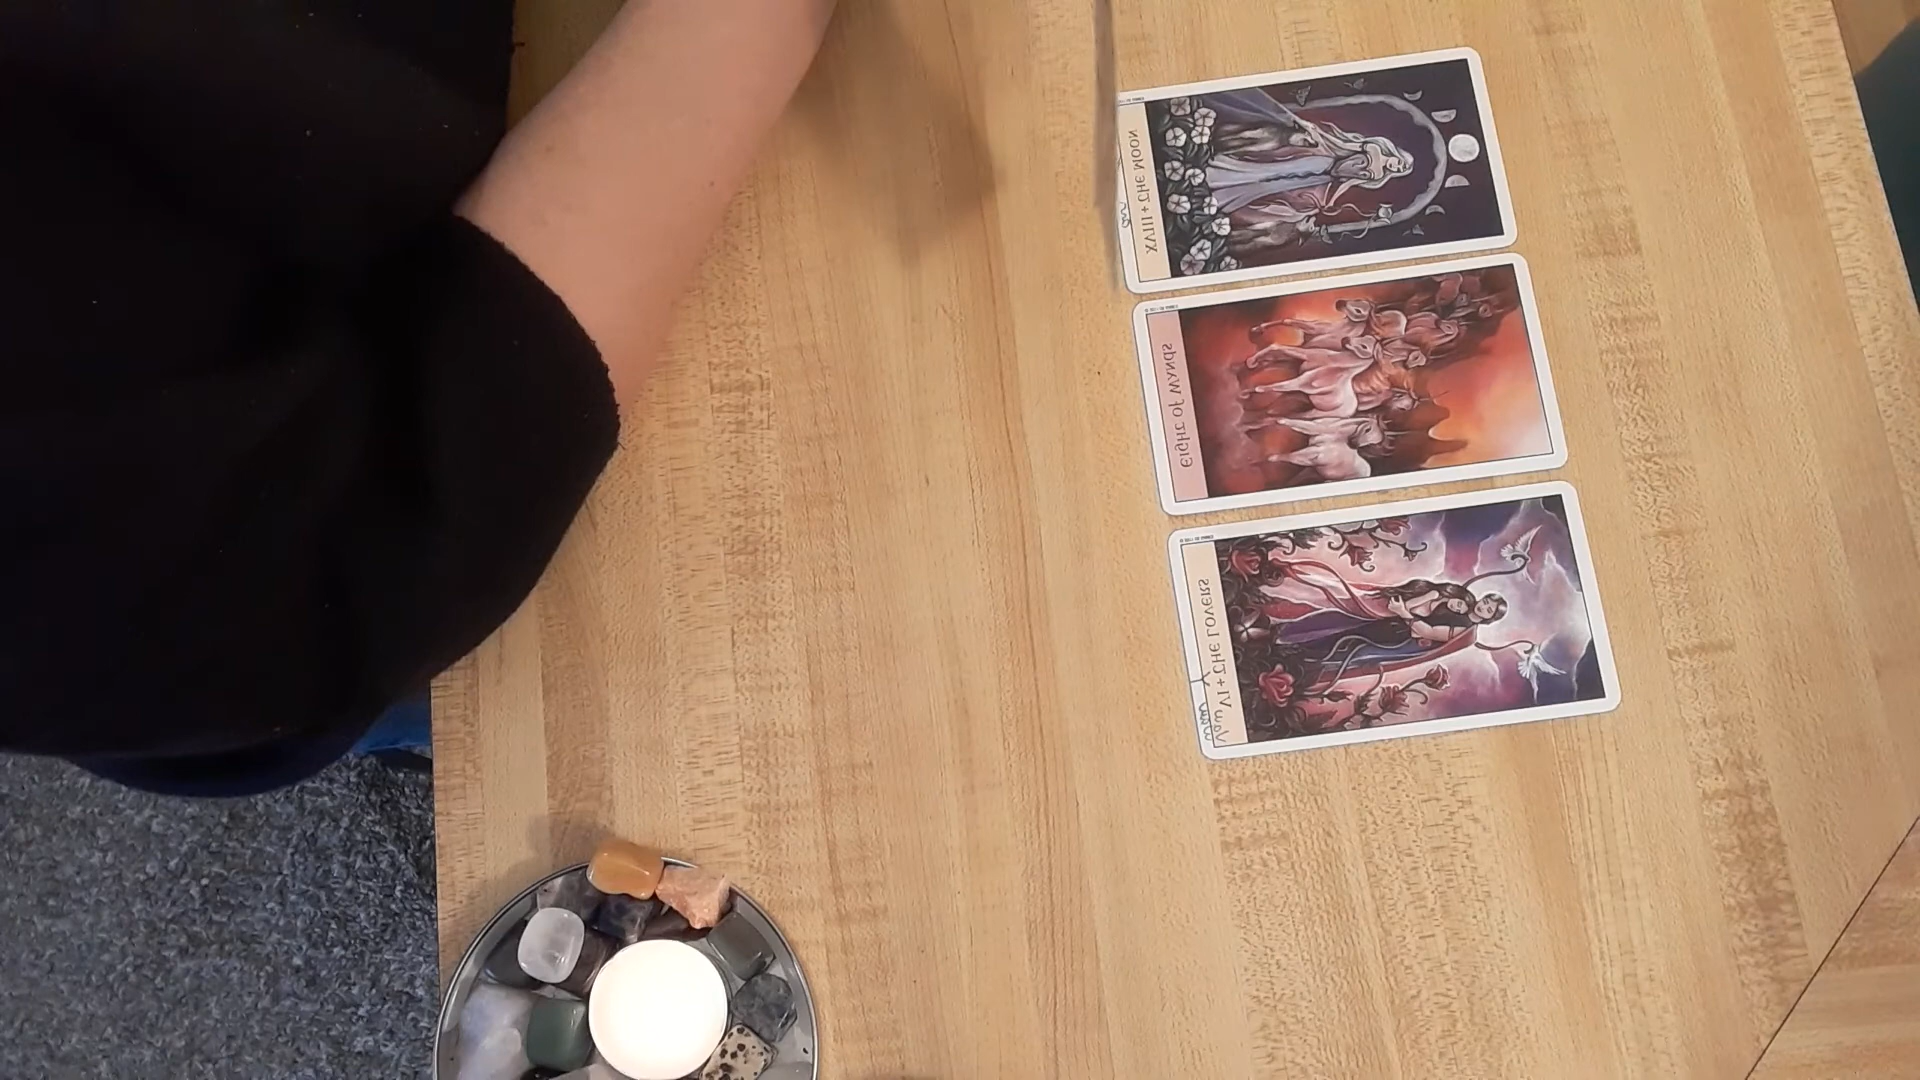 XVIII + THE MOON
Eight of Wands
VI + THE LOVERS